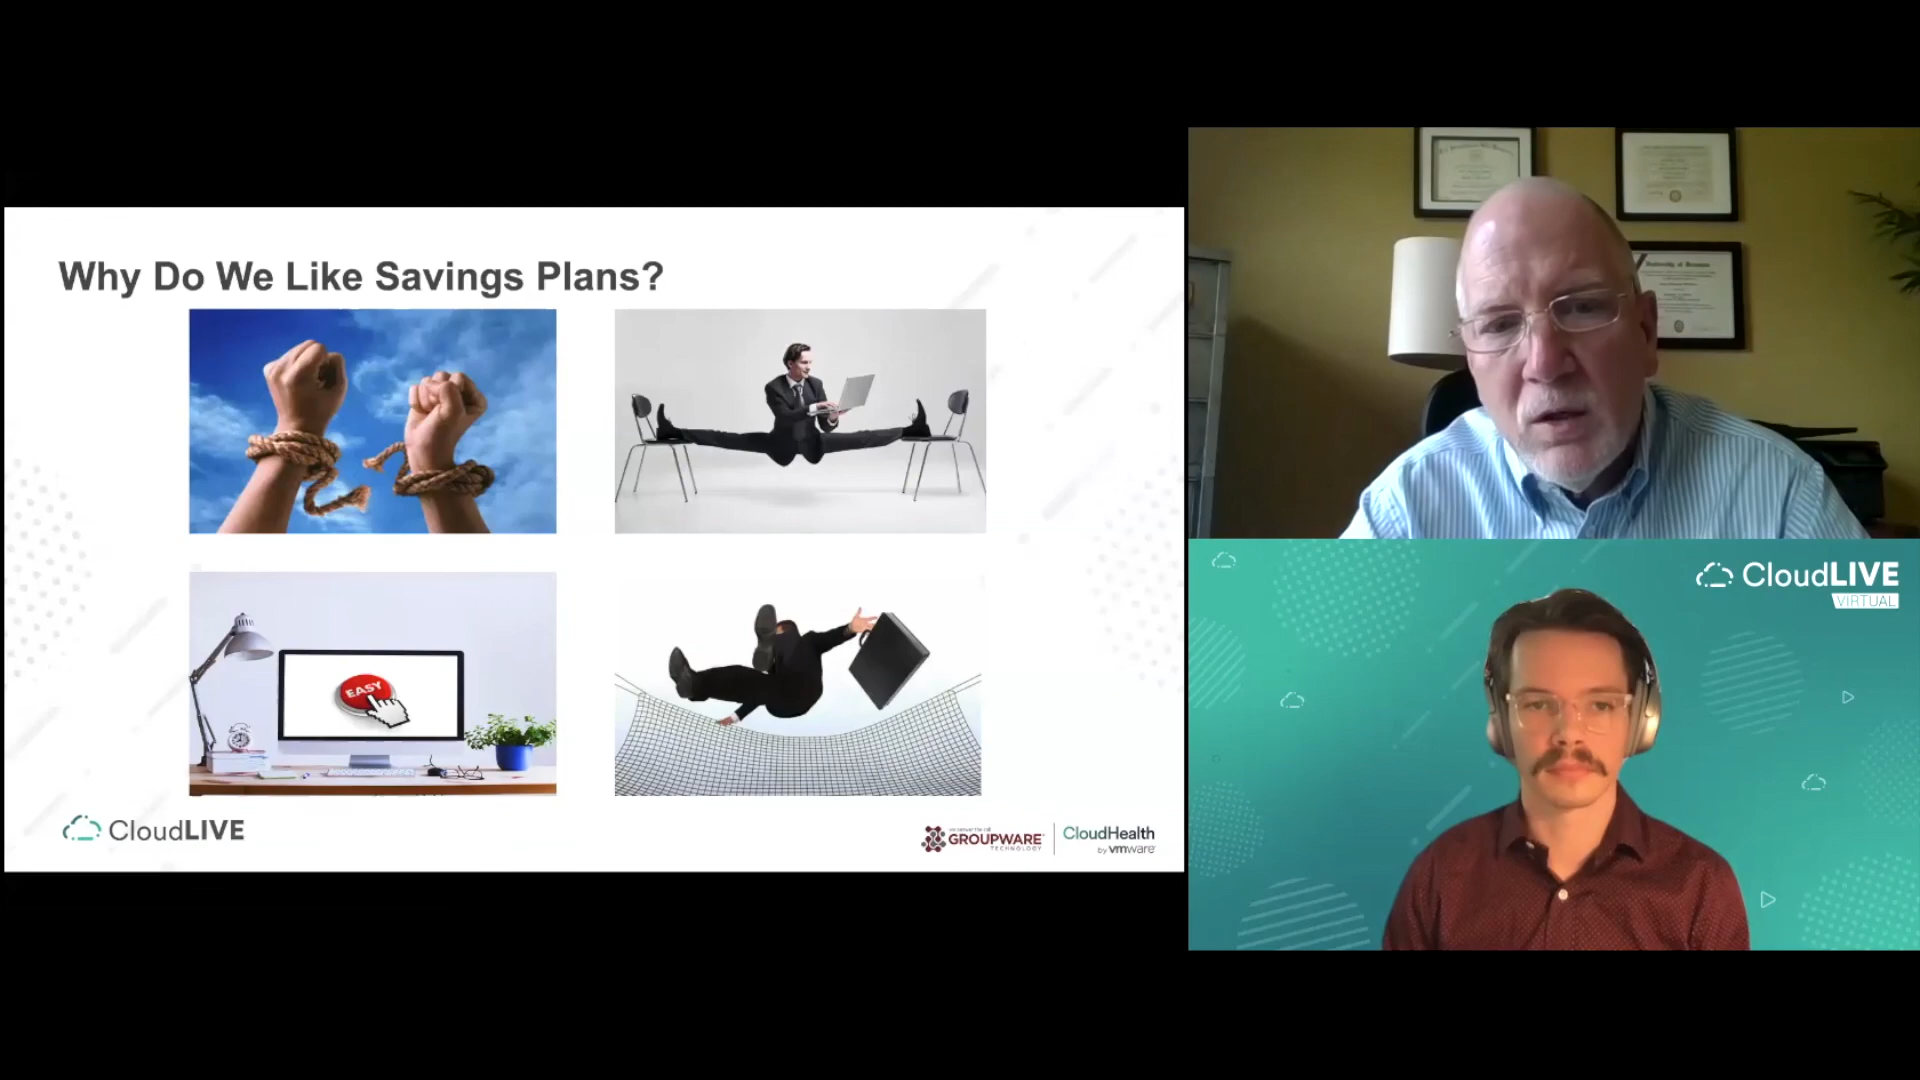 Why Do We Like Savings Plans?
EASY
CloudLIVE
GROUPWARE
TECHNOLOGY
CloudHealth
by vmware
CloudLIVE
VIRTUAL